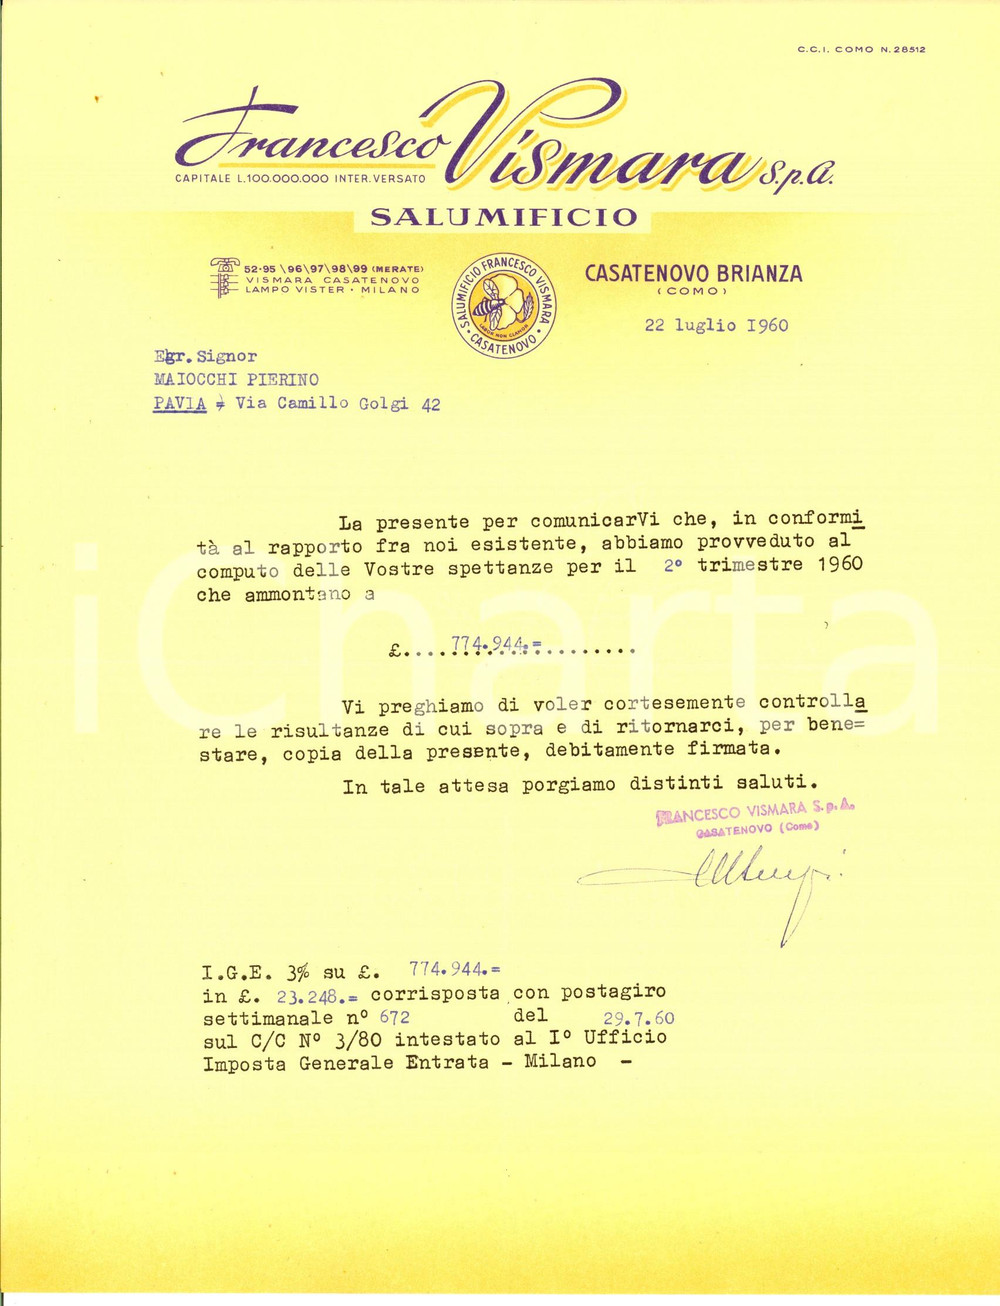 C.C.I. COMO N. 28512
Francesco Vismara S.p.A.
CAPITALE L.100.000.000 INTER. VERSATO
SALUMIFICIO
52-95 \ 96 \ 97 \ 98 \ 99 (MERATE)
VISMARA CASATENOVO
LAMPO VISTER - MILANO
SALUMIFICIO FRANCESCO VISMARA
LABOR NON CLAMOR
• CASATENOVO •
CASATENOVO BRIANZA
(COMO)
22 luglio 1960
Egr. Signor
MAIOCCHI PIERINO
PAVIA - Via Camillo Golgi 42
La presente per comunicarVi che, in conformi
tà al rapporto fra noi esistente, abbiamo provveduto al
computo delle Vostre spettanze per il 2° trimestre 1960
che ammontano a
£....774.944.=.........
Vi preghiamo di voler cortesemente controlla
re le risultanze di cui sopra e di ritornarci, per bene=
stare, copia della presente, debitamente firmata.
In tale attesa porgiamo distinti saluti.
FRANCESCO VISMARA S.p.A.
CASATENOVO (Como)
I.G.E. 3% su £. 774.944.=
in £. 23.248.= corrisposta con postagiro
settimanale n° 672 del 29.7.60
sul C/C N° 3/80 intestato al I° Ufficio
Imposta Generale Entrata - Milano -
iCharta